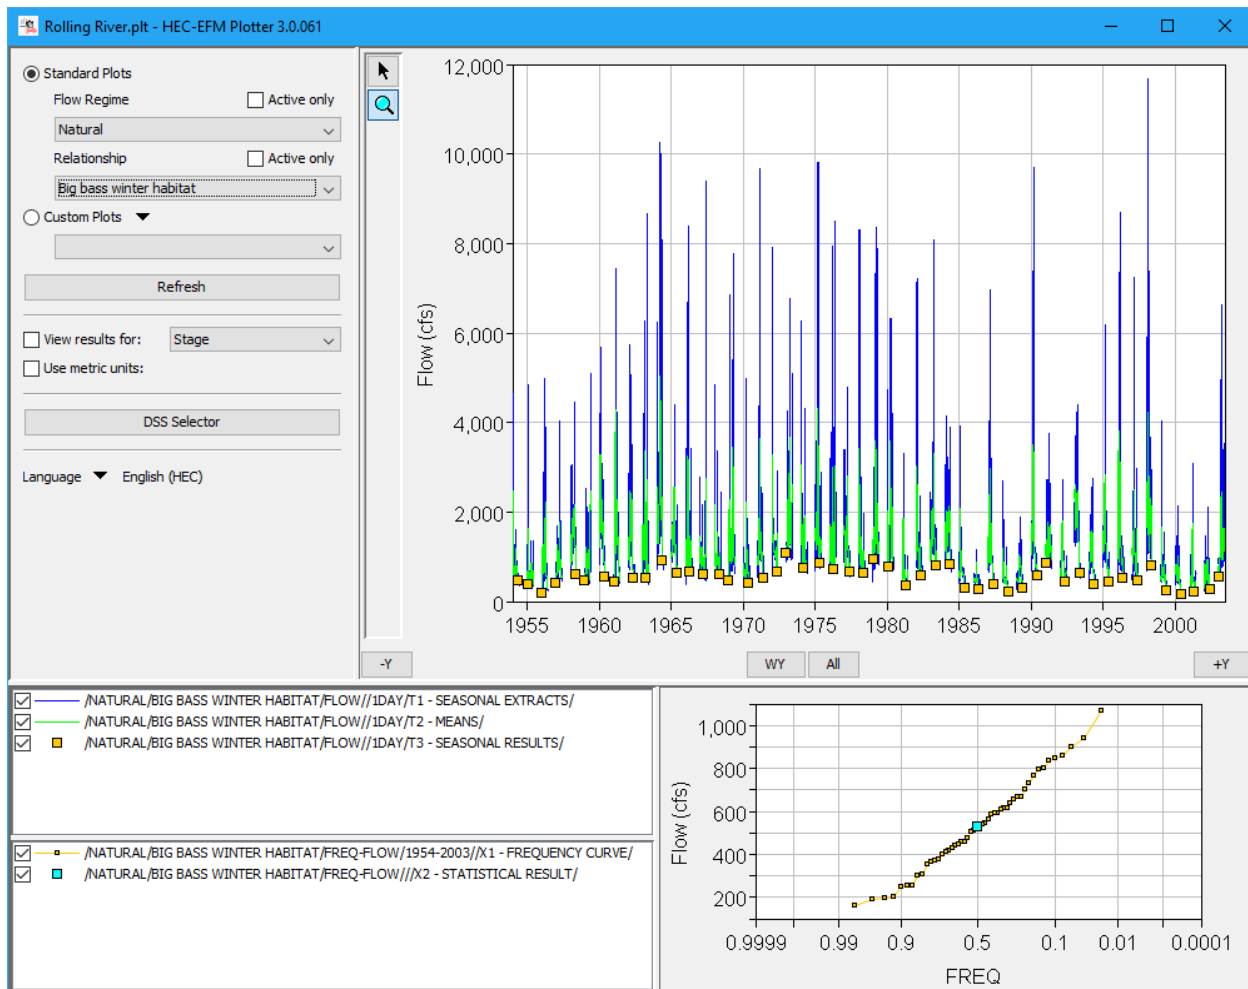 Rolling River.plt - HEC-EFM Plotter 3.0.061
Standard Plots
Flow Regime
Active only
Natural
Relationship
Active only
Big bass winter habitat
Custom Plots
Refresh
View results for:
Stage
Use metric units:
DSS Selector
Language
English (HEC)
12,000
10,000
8,000
6,000
4,000
2,000
0
Flow (cfs)
1955 1960 1965 1970 1975 1980 1985 1990 1995 2000
-Y
WY
All
+Y
/NATURAL/BIG BASS WINTER HABITAT/FLOW//1DAY/T1 - SEASONAL EXTRACTS/
/NATURAL/BIG BASS WINTER HABITAT/FLOW//1DAY/T2 - MEANS/
/NATURAL/BIG BASS WINTER HABITAT/FLOW//1DAY/T3 - SEASONAL RESULTS/
/NATURAL/BIG BASS WINTER HABITAT/FREQ-FLOW/1954-2003//X1 - FREQUENCY CURVE/
/NATURAL/BIG BASS WINTER HABITAT/FREQ-FLOW///X2 - STATISTICAL RESULT/
1,000
800
600
400
200
Flow (cfs)
0.9999 0.99 0.9 0.5 0.1 0.01 0.0001
FREQ